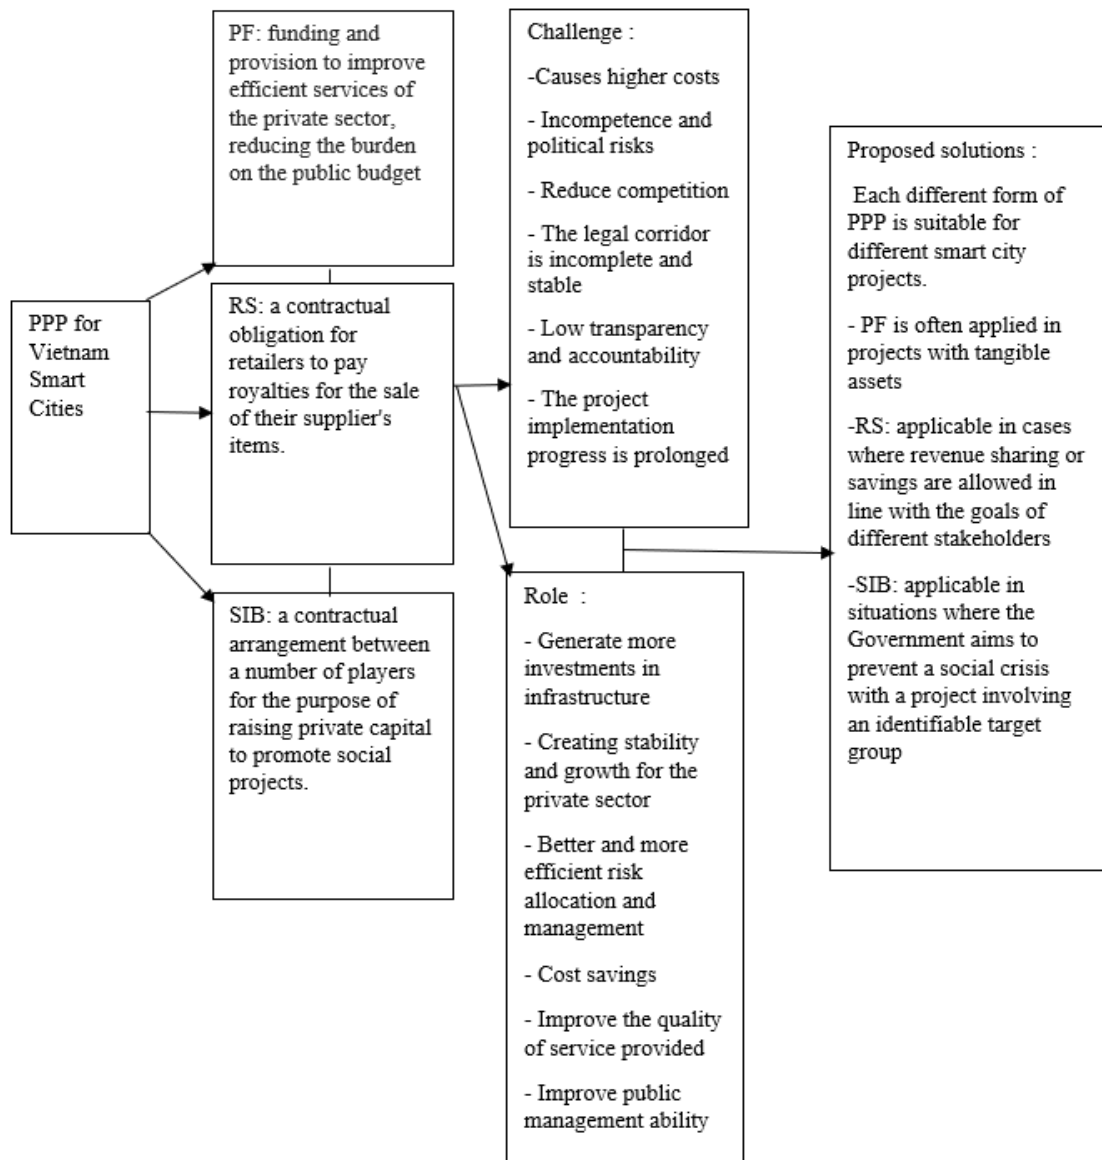 PPP for
Vietnam
Smart
Cities
PF: funding and
provision to improve
efficient services of
the private sector,
reducing the burden
on the public budget
RS: a contractual
obligation for
retailers to pay
royalties for the sale
of their supplier's
items.
SIB: a contractual
arrangement between
a number of players
for the purpose of
raising private capital
to promote social
projects.
Challenge :
-Causes higher costs
- Incompetence and
political risks
- Reduce competition
- The legal corridor
is incomplete and
stable
- Low transparency
and accountability
- The project
implementation
progress is prolonged
Role :
- Generate more
investments in
infrastructure
- Creating stability
and growth for the
private sector
- Better and more
efficient risk
allocation and
management
- Cost savings
- Improve the quality
of service provided
- Improve public
management ability
Proposed solutions :
Each different form of
PPP is suitable for
different smart city
projects.
- PF is often applied in
projects with tangible
assets
-RS: applicable in cases
where revenue sharing or
savings are allowed in
line with the goals of
different stakeholders
-SIB: applicable in
situations where the
Government aims to
prevent a social crisis
with a project involving
an identifiable target
group